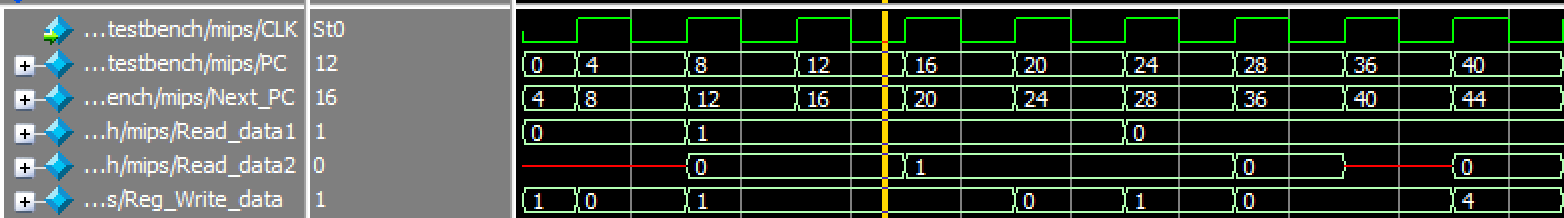 ...testbench/mips/CLK St0
...testbench/mips/PC 12 0 4 8 12 16 20 24 28 36 40
...ench/mips/Next_PC 16 4 8 12 16 20 24 28 36 40 44
...h/mips/Read_data1 1 0 1 0
...h/mips/Read_data2 0 0 1 0 0
...s/Reg_Write_data 1 1 0 1 0 1 0 4